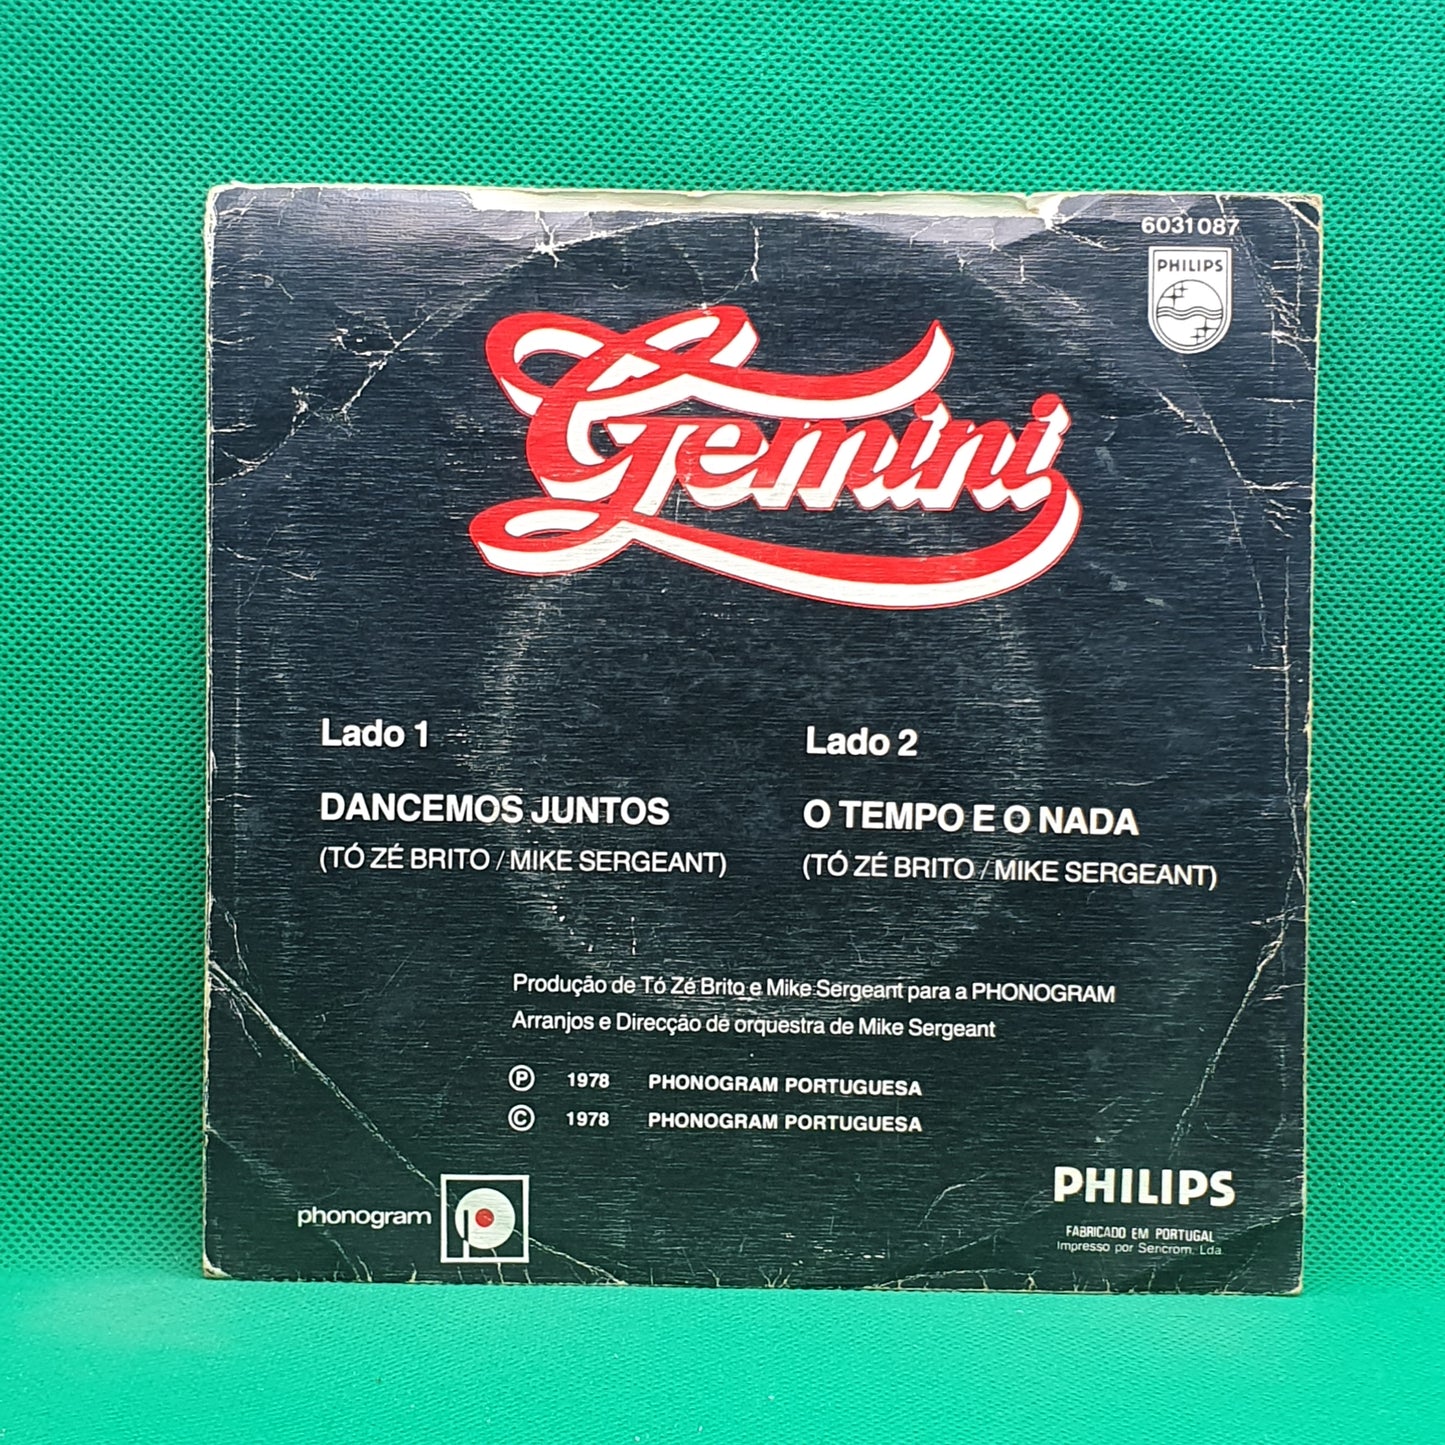 6031087
PHILIPS
Gemini
Lado 1
DANCEMOS JUNTOS
(TÓ ZÉ BRITO / MIKE SERGEANT)
Lado 2
O TEMPO E O NADA
(TÓ ZÉ BRITO / MIKE SERGEANT)
Produção de Tó Zé Brito e Mike Sergeant para a PHONOGRAM
Arranjos e Direcção de orquestra de Mike Sergeant
Ⓟ 1978 PHONOGRAM PORTUGUESA
© 1978 PHONOGRAM PORTUGUESA
phonogram
PHILIPS
FABRICADO EM PORTUGAL
Impresso por Sencrom, Lda